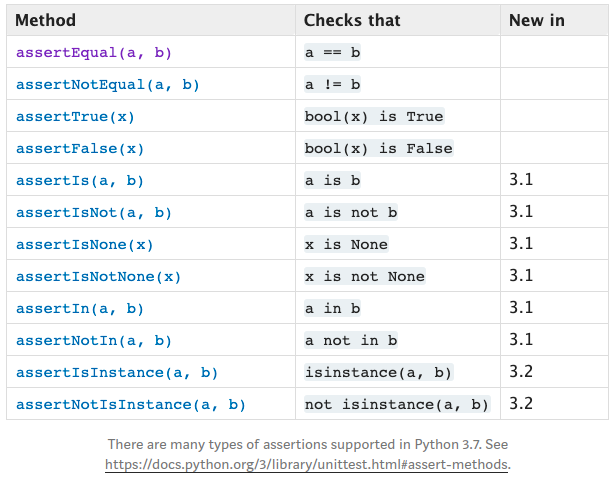 Method Checks that New in
assertEqual(a, b) a == b
assertNotEqual(a, b) a != b
assertTrue(x) bool(x) is True
assertFalse(x) bool(x) is False
assertIs(a, b) a is b 3.1
assertIsNot(a, b) a is not b 3.1
assertIsNone(x) x is None 3.1
assertIsNotNone(x) x is not None 3.1
assertIn(a, b) a in b 3.1
assertNotIn(a, b) a not in b 3.1
assertIsInstance(a, b) isinstance(a, b) 3.2
assertNotIsInstance(a, b) not isinstance(a, b) 3.2
There are many types of assertions supported in Python 3.7. See
https://docs.python.org/3/library/unittest.html#assert-methods.